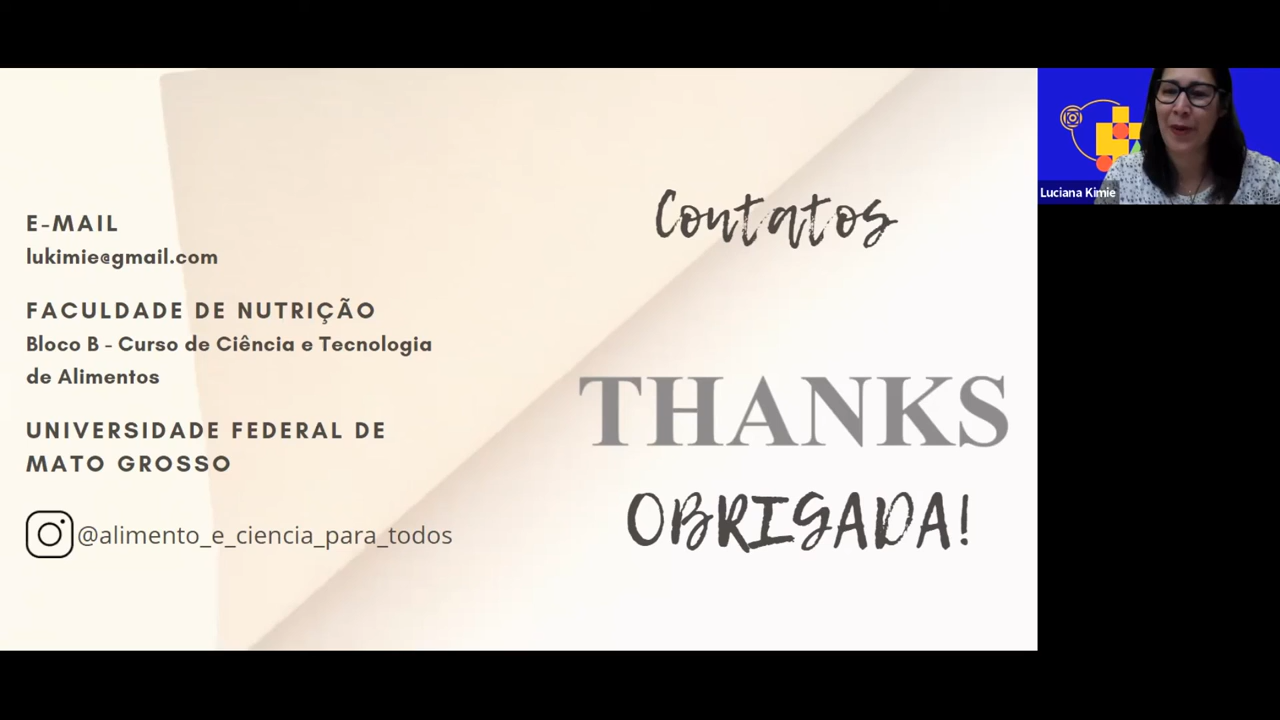 E-MAIL
lukimie@gmail.com
FACULDADE DE NUTRIÇÃO
Bloco B - Curso de Ciência e Tecnologia
de Alimentos
UNIVERSIDADE FEDERAL DE
MATO GROSSO
@alimento_e_ciencia_para_todos
Contatos
THANKS
OBRIGADA!
Luciana Kimie